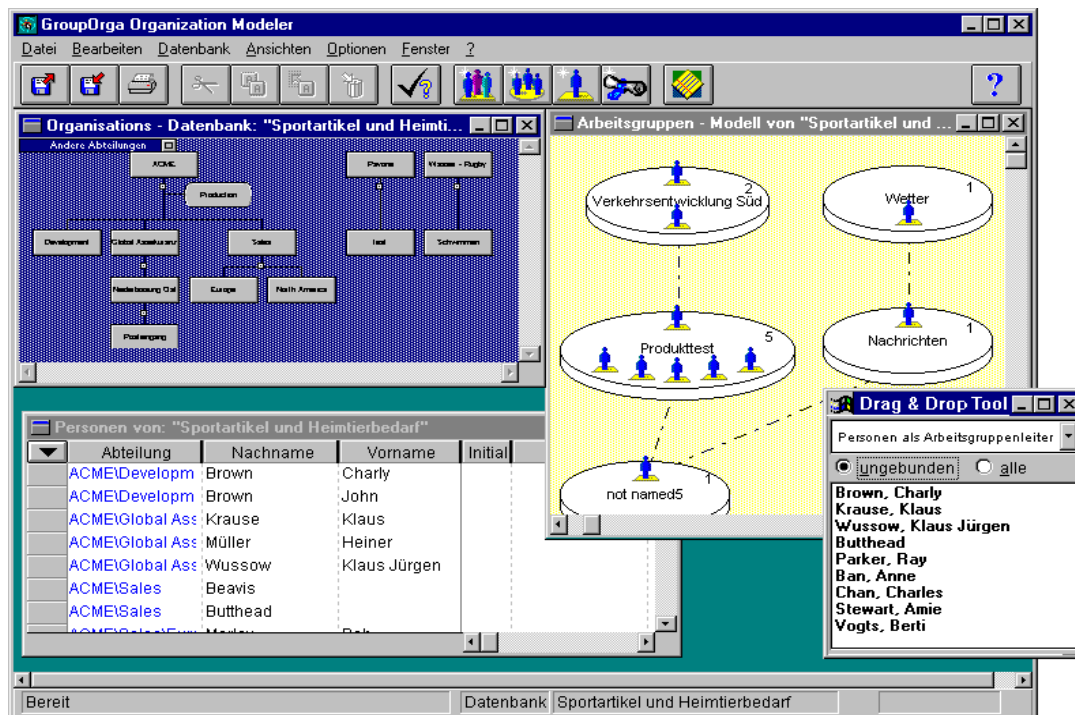 GroupOrga Organization Modeler
Datei Bearbeiten Datenbank Ansichten Optionen Fenster ?
?
Organisations - Datenbank: "Sportartikel und Heimti...
Andere Abteilungen
ACME
Production
Development
Sales
Europe
North America
Test
Schwimmen
Arbeitsgruppen - Modell von "Sportartikel und ...
2
Verkehrsentwicklung Süd
1
Wetter
5
Produkttest
1
Nachrichten
1
not named5
Personen von: "Sportartikel und Heimtierbedarf"
Abteilung Nachname Vorname Initial
ACME\Developm Brown Charly
ACME\Developm Brown John
ACME\Global Ass Krause Klaus
ACME\Global Ass Müller Heiner
ACME\Global Ass Wussow Klaus Jürgen
ACME\Sales Beavis
ACME\Sales Butthead
Drag & Drop Tool
Personen als Arbeitsgruppenleiter
ungebunden alle
Brown, Charly
Krause, Klaus
Wussow, Klaus Jürgen
Butthead
Parker, Ray
Ban, Anne
Chan, Charles
Stewart, Amie
Vogts, Berti
Bereit
Datenbank Sportartikel und Heimtierbedarf